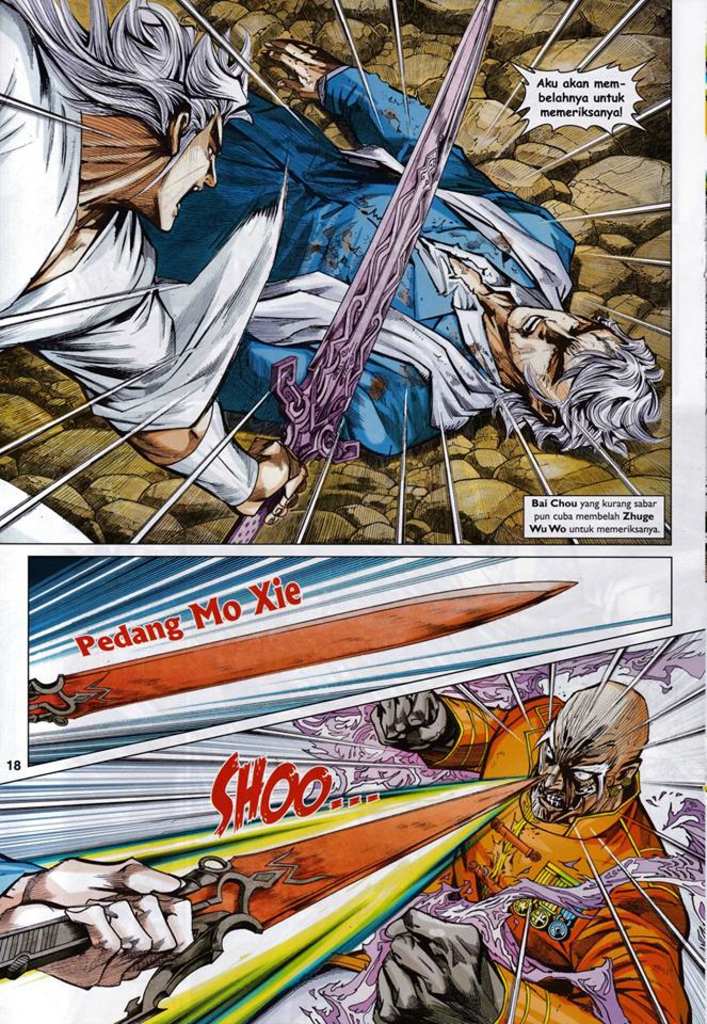 Aku akan mem-
belahnya untuk
memeriksanya!
Bai Chou yang kurang sabar
pun cuba membelah Zhuge
Wu Wo untuk memeriksanya.
Pedang Mo Xie
18
SHOO...